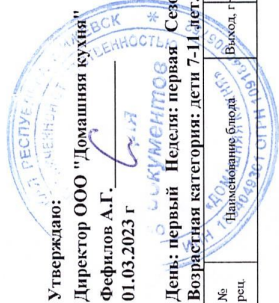 Утверждаю:
Директор ООО "Домашняя кухня"
Фефилов А.Г.
01.03.2023 г
День: первый Неделя: первая Сезо
Возрастная категория: дети 7-11 лет.
№
рец.
Наименование блюда
Выход, г
документов